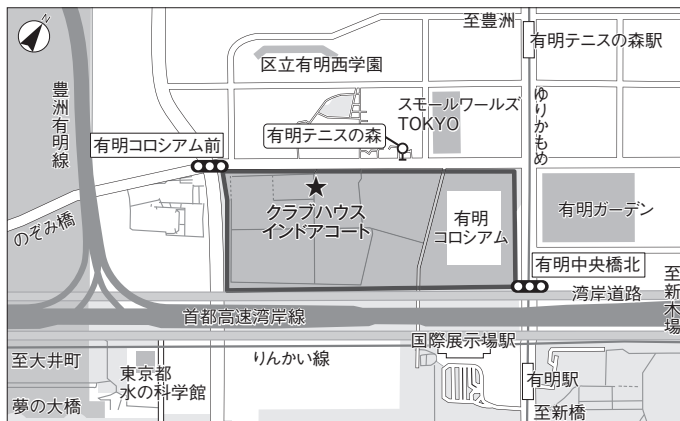 N
至豊洲
有明テニスの森駅
区立有明西学園
豊洲有明線
スモールワールズ
TOKYO
ゆりかもめ
有明テニスの森
有明コロシアム前
クラブハウス
インドアコート
有明
コロシアム
有明ガーデン
のぞみ橋
有明中央橋北
湾岸道路
至新木場
首都高速湾岸線
国際展示場駅
りんかい線
至大井町
東京都
水の科学館
有明駅
夢の大橋
至新橋